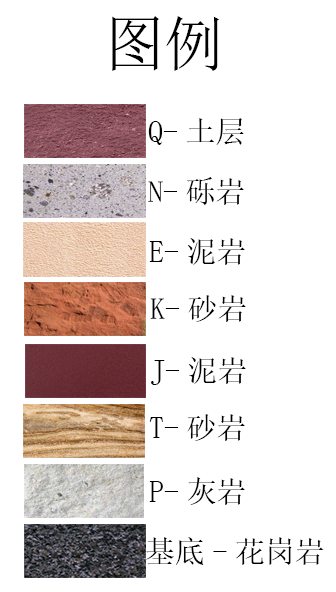 图例
Q- 土层
N- 砾岩
E- 泥岩
K- 砂岩
J- 泥岩
T- 砂岩
P- 灰岩
基底 - 花岗岩